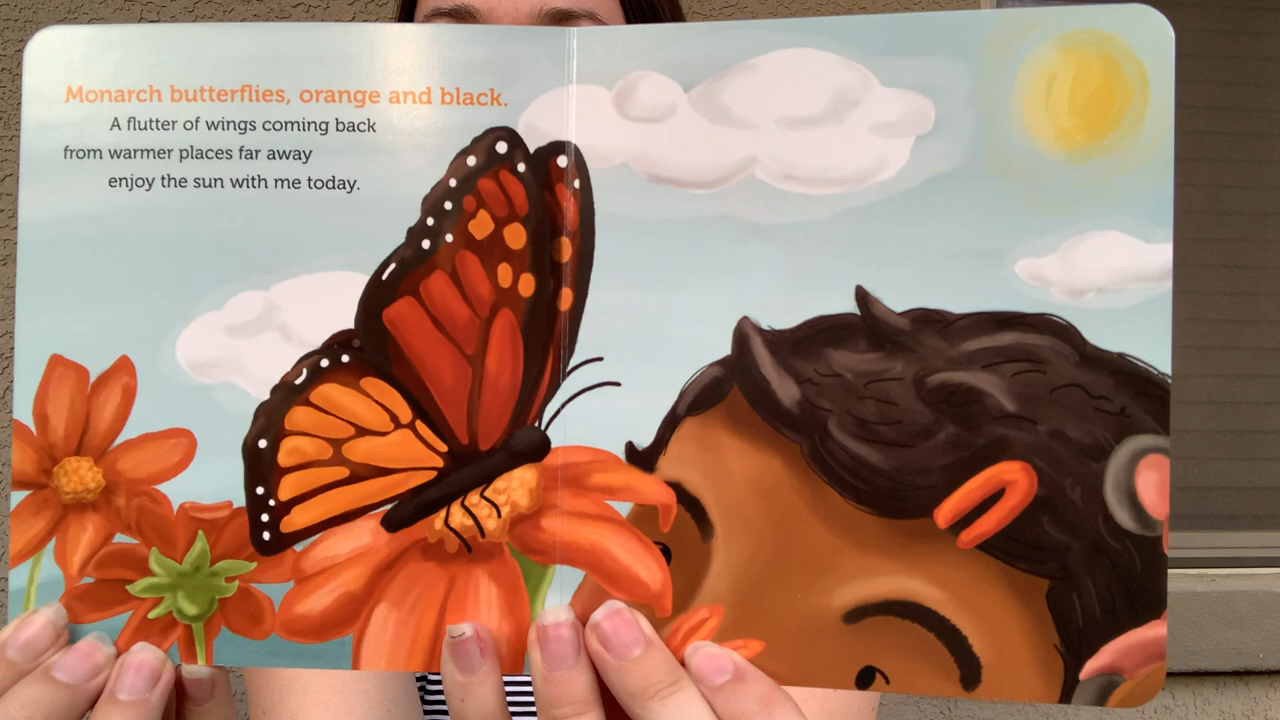 Monarch butterflies, orange and black.
A flutter of wings coming back
from warmer places far away
enjoy the sun with me today.